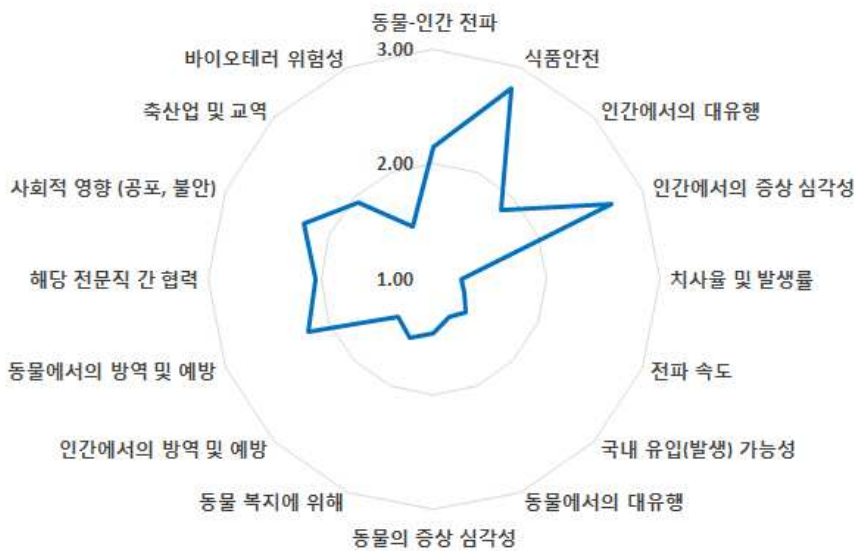 동물-인간 전파
3.00
바이오테러 위험성
식품안전
축산업 및 교역
인간에서의 대유행
2.00
사회적 영향 (공포, 불안)
인간에서의 증상 심각성
해당 전문직 간 협력
1.00
치사율 및 발생률
동물에서의 방역 및 예방
전파 속도
인간에서의 방역 및 예방
국내 유입(발생) 가능성
동물 복지에 위해
동물에서의 대유행
동물의 증상 심각성